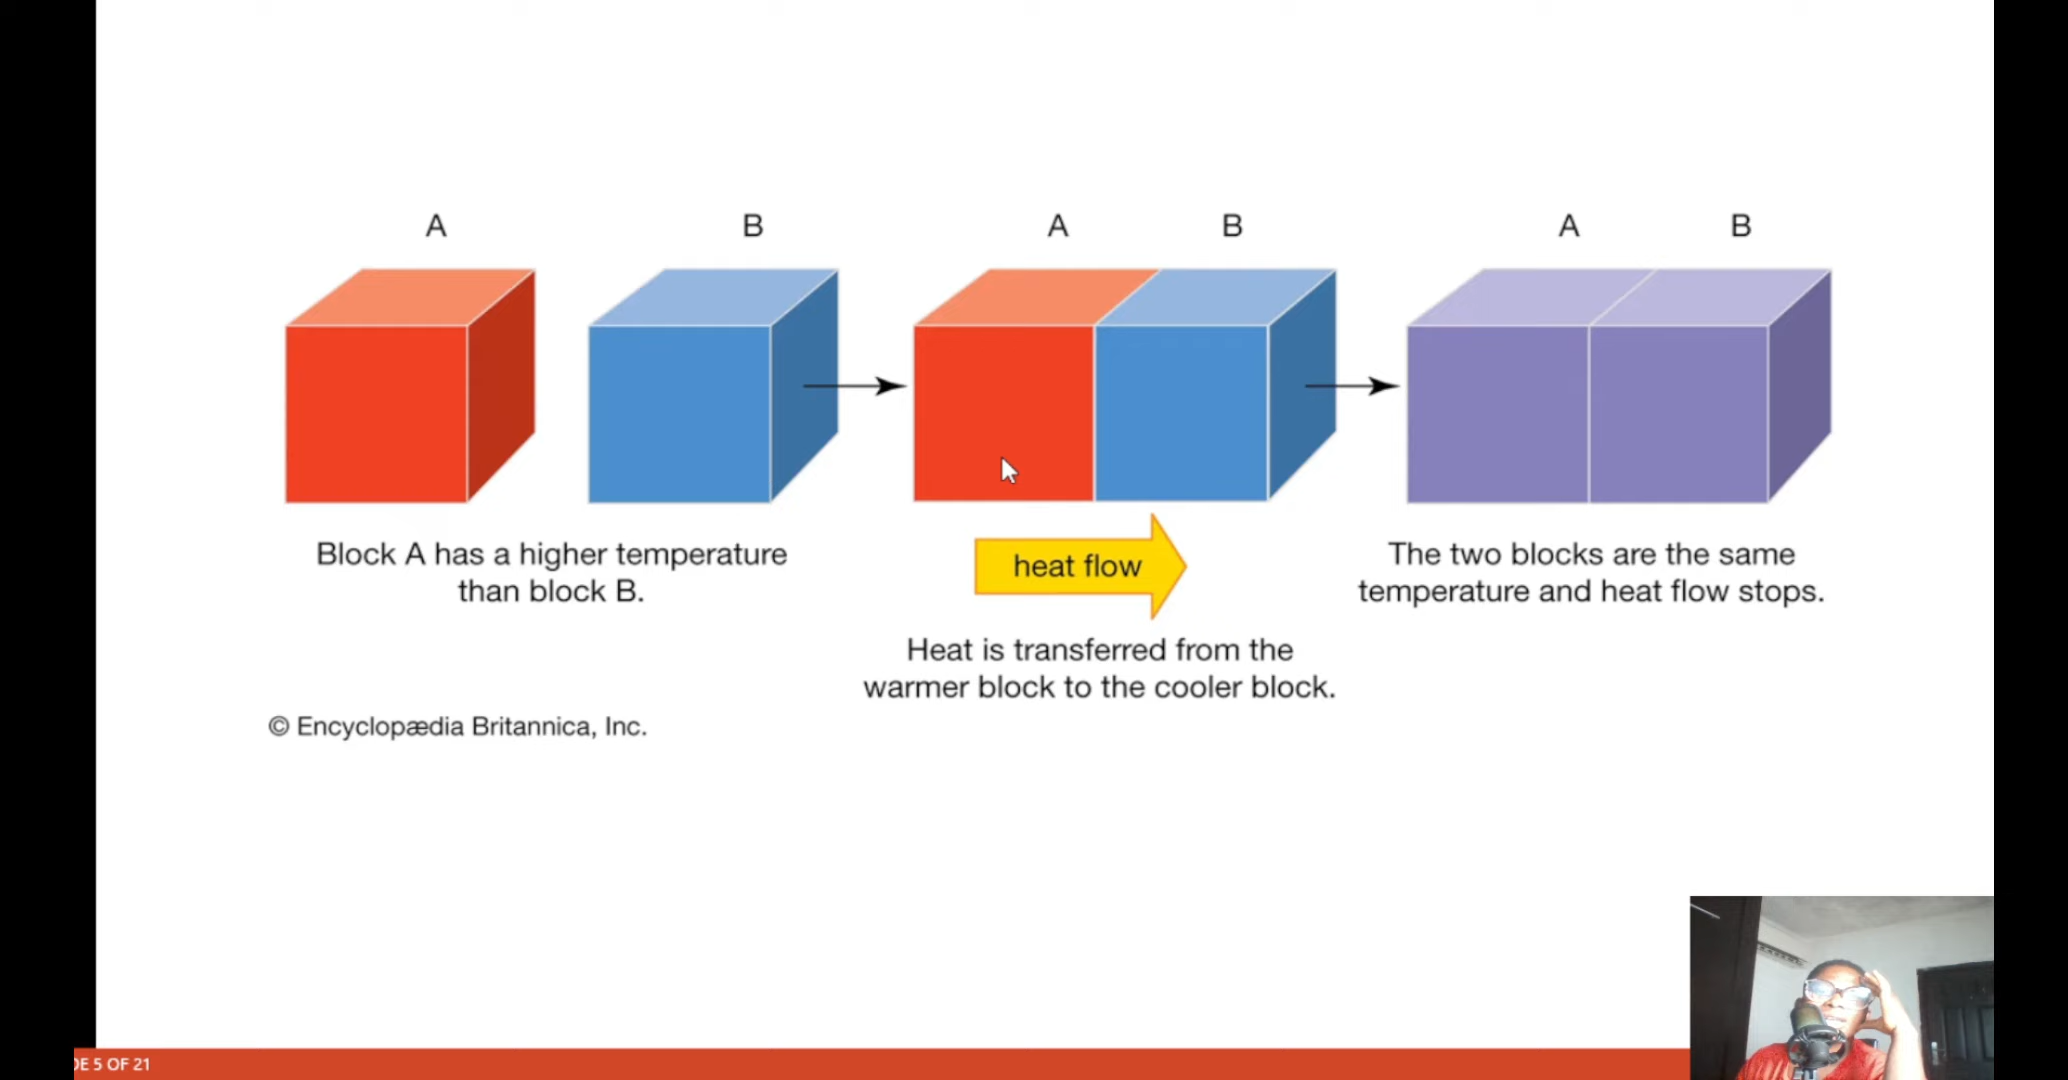 A
B
A
B
A
B
Block A has a higher temperature
than block B.
heat flow
Heat is transferred from the
warmer block to the cooler block.
The two blocks are the same
temperature and heat flow stops.
© Encyclopædia Britannica, Inc.
DE 5 OF 21